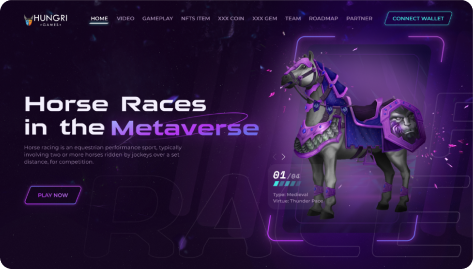 HUNGRI
GAMES
HOME VIDEO GAMEPLAY NFTS ITEM XXX COIN XXX GEM TEAM ROADMAP PARTNER CONNECT WALLET
Horse Races
in the Metaverse
Horse racing is an equestrian performance sport, typically
involving two or more horses ridden by jockeys over a set
distance, for competition.
PLAY NOW
01/04
Type: Medieval
Virtue: Thunder Race
RACE